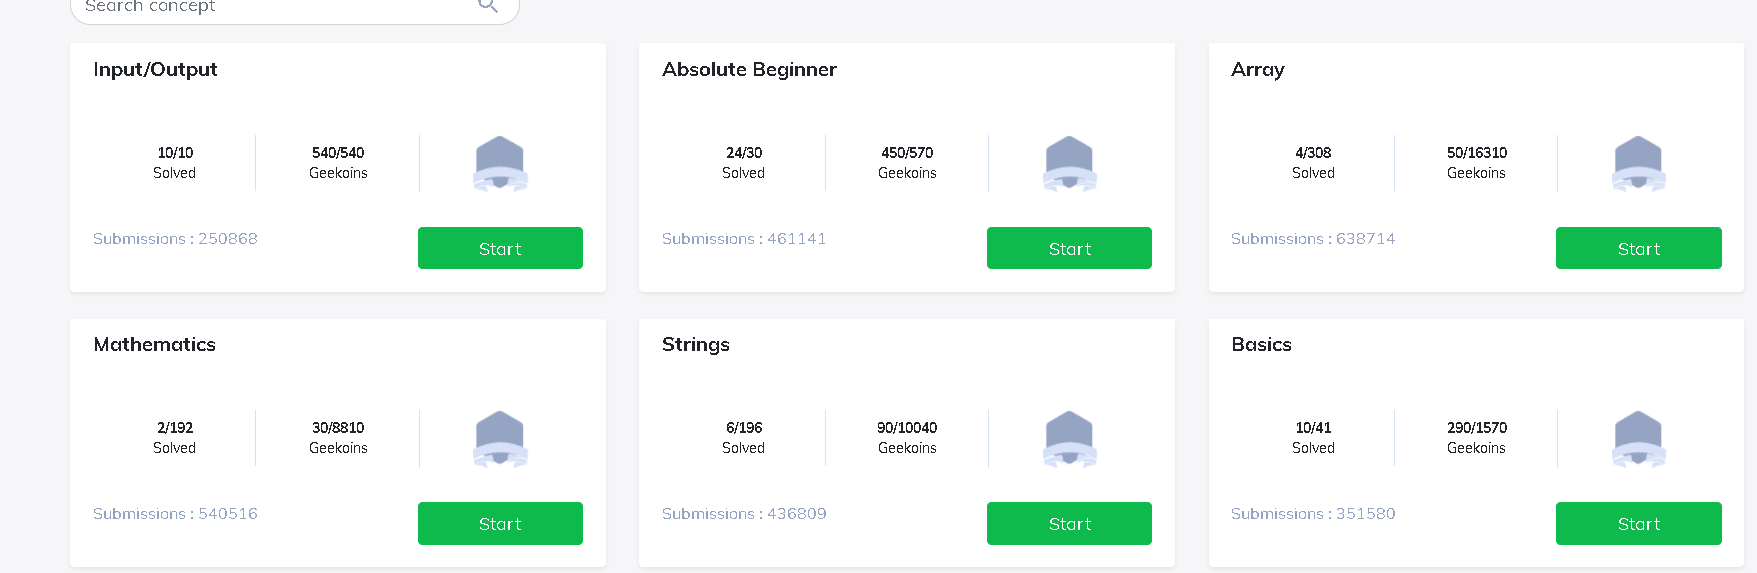 Search concept
Input/Output
10/10
Solved
540/540
Geekoins
Submissions : 250868
Start
Absolute Beginner
24/30
Solved
450/570
Geekoins
Submissions : 461141
Start
Array
4/308
Solved
50/16310
Geekoins
Submissions : 638714
Start
Mathematics
2/192
Solved
30/8810
Geekoins
Submissions : 540516
Start
Strings
6/196
Solved
90/10040
Geekoins
Submissions : 436809
Start
Basics
10/41
Solved
290/1570
Geekoins
Submissions : 351580
Start